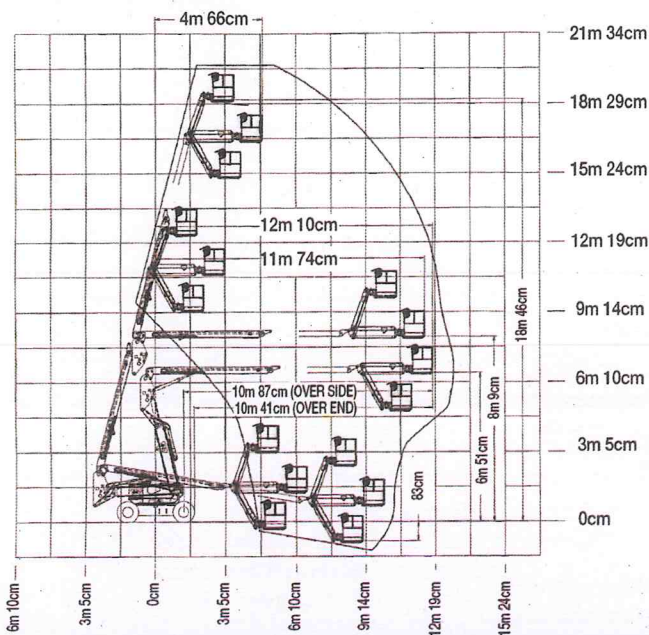 4m 66cm
21m 34cm
18m 29cm
15m 24cm
12m 10cm
12m 19cm
11m 74cm
18m 46cm
9m 14cm
8m 9cm
6m 10cm
10m 87cm (OVER SIDE)
10m 41cm (OVER END)
6m 51cm
3m 5cm
83cm
0cm
6m 10cm
3m 5cm
0cm
3m 5cm
6m 10cm
9m 14cm
12m 19cm
15m 24cm